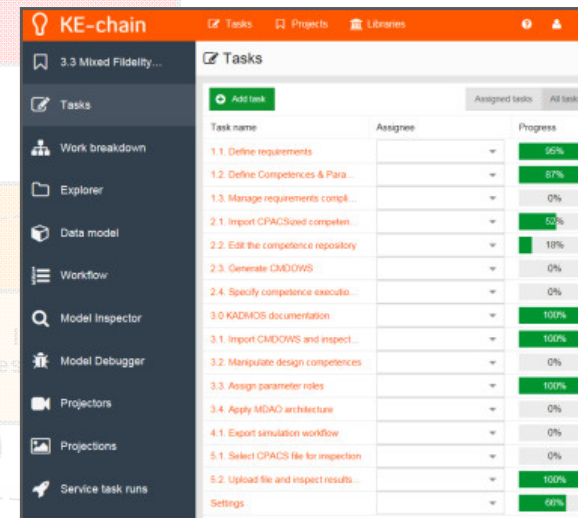 KE-chain
Tasks Projects Libraries
3.3 Mixed Fildelity...
Tasks
Tasks
Add task
Assigned tasks All task
Work breakdown
Explorer
Data model
Workflow
Model Inspector
Model Debugger
Projectors
Projections
Service task runs
Task name Assignee Progress
1.1. Define requirements 95%
1.2. Define Competences & Para... 87%
1.3. Manage requirements compli... 0%
2.1. Import CPACSized competen... 52%
2.2. Edit the competence repository 18%
2.3. Generate CMDOWS 0%
2.4. Specify competence executio... 0%
3.0 KADMOS documentation 100%
3.1. Import CMDOWS and inspect... 100%
3.2. Manipulate design competences 0%
3.3. Assign parameter roles 100%
3.4. Apply MDAO architecture 0%
4.1. Export simulation workflow 0%
5.1. Select CPACS file for inspection 0%
5.2. Upload file and inspect results... 100%
Settings 66%